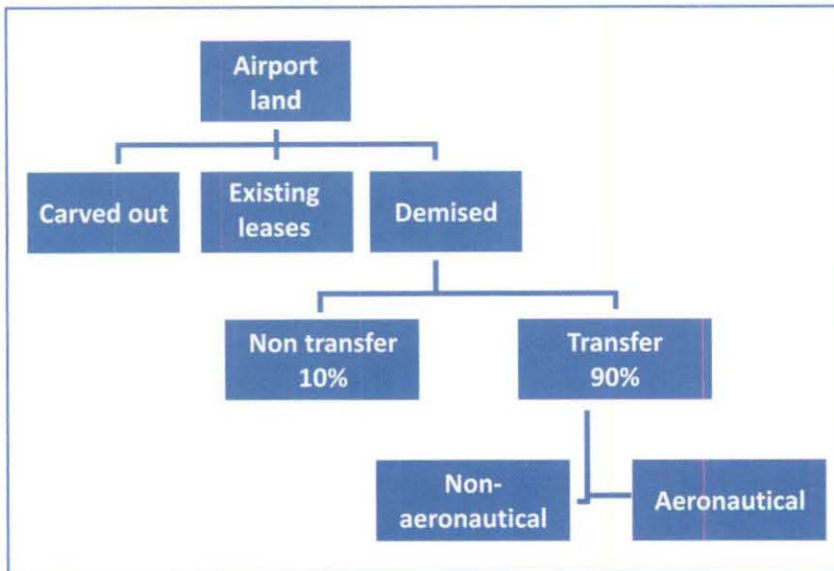 Airport
land
Carved out
Existing
leases
Demised
Non transfer
10%
Transfer
90%
Non-
aeronautical
Aeronautical